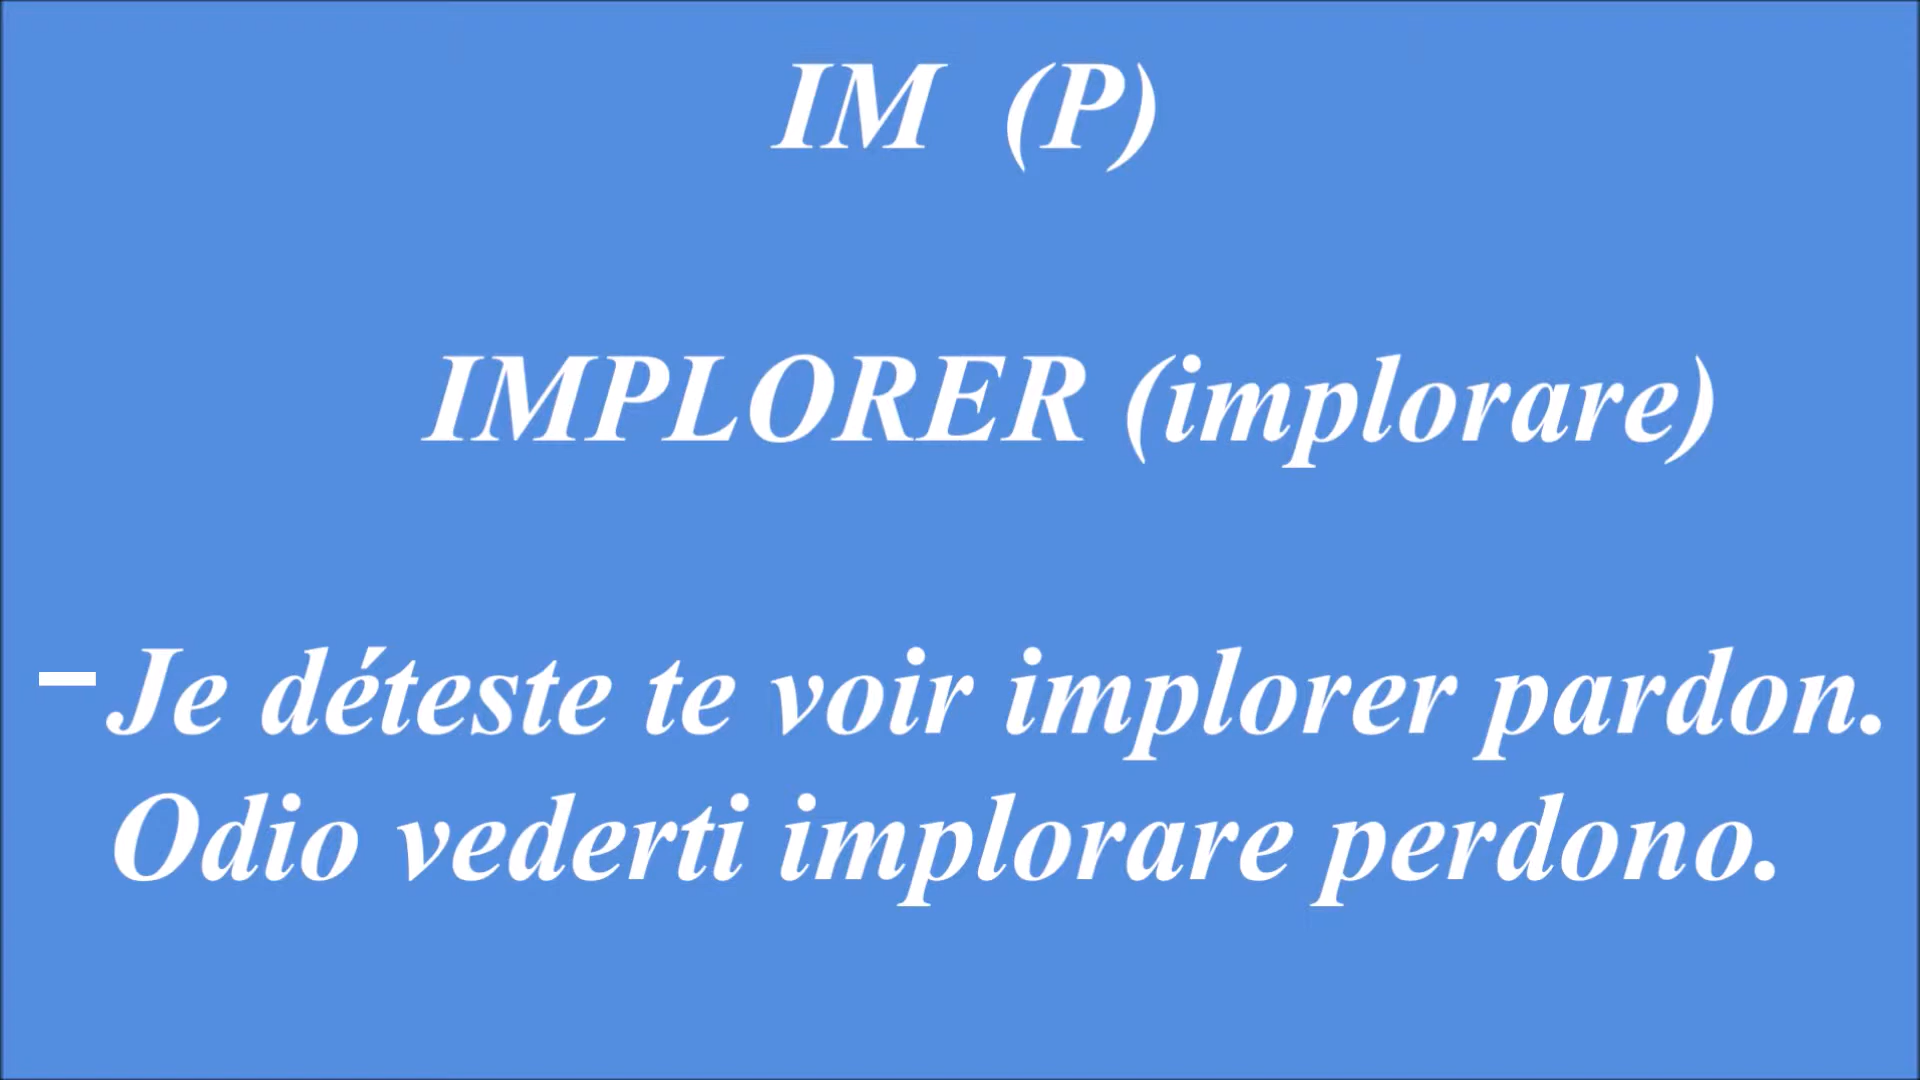 IM (P)
IMPLORER (implorare)
– Je déteste te voir implorer pardon.
Odio vederti implorare perdono.